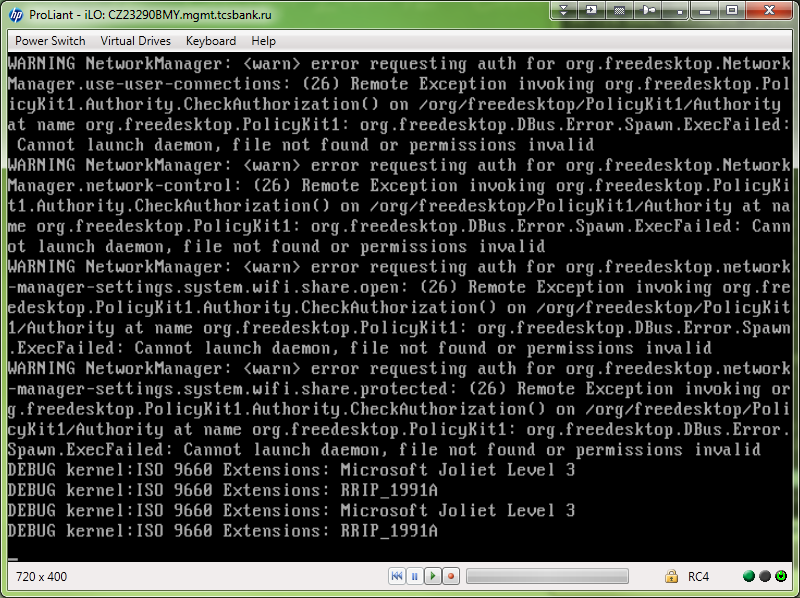 ProLiant - iLO: CZ23290BMY.mgmt.tcsbank.ru
Power Switch Virtual Drives Keyboard Help
WARNING NetworkManager: <warn> error requesting auth for org.freedesktop.Network
Manager.use-user-connections: (26) Remote Exception invoking org.freedesktop.Pol
icyKit1.Authority.CheckAuthorization() on /org/freedesktop/PolicyKit1/Authority
at name org.freedesktop.PolicyKit1: org.freedesktop.DBus.Error.Spawn.ExecFailed:
Cannot launch daemon, file not found or permissions invalid
WARNING NetworkManager: <warn> error requesting auth for org.freedesktop.Network
Manager.network-control: (26) Remote Exception invoking org.freedesktop.PolicyKi
t1.Authority.CheckAuthorization() on /org/freedesktop/PolicyKit1/Authority at na
me org.freedesktop.PolicyKit1: org.freedesktop.DBus.Error.Spawn.ExecFailed: Cann
ot launch daemon, file not found or permissions invalid
WARNING NetworkManager: <warn> error requesting auth for org.freedesktop.network
-manager-settings.system.wifi.share.open: (26) Remote Exception invoking org.fre
edesktop.PolicyKit1.Authority.CheckAuthorization() on /org/freedesktop/PolicyKit
1/Authority at name org.freedesktop.PolicyKit1: org.freedesktop.DBus.Error.Spawn
.ExecFailed: Cannot launch daemon, file not found or permissions invalid
WARNING NetworkManager: <warn> error requesting auth for org.freedesktop.network
-manager-settings.system.wifi.share.protected: (26) Remote Exception invoking or
g.freedesktop.PolicyKit1.Authority.CheckAuthorization() on /org/freedesktop/Poli
cyKit1/Authority at name org.freedesktop.PolicyKit1: org.freedesktop.DBus.Error.
Spawn.ExecFailed: Cannot launch daemon, file not found or permissions invalid
DEBUG kernel:ISO 9660 Extensions: Microsoft Joliet Level 3
DEBUG kernel:ISO 9660 Extensions: RRIP_1991A
DEBUG kernel:ISO 9660 Extensions: Microsoft Joliet Level 3
DEBUG kernel:ISO 9660 Extensions: RRIP_1991A
720 x 400 RC4